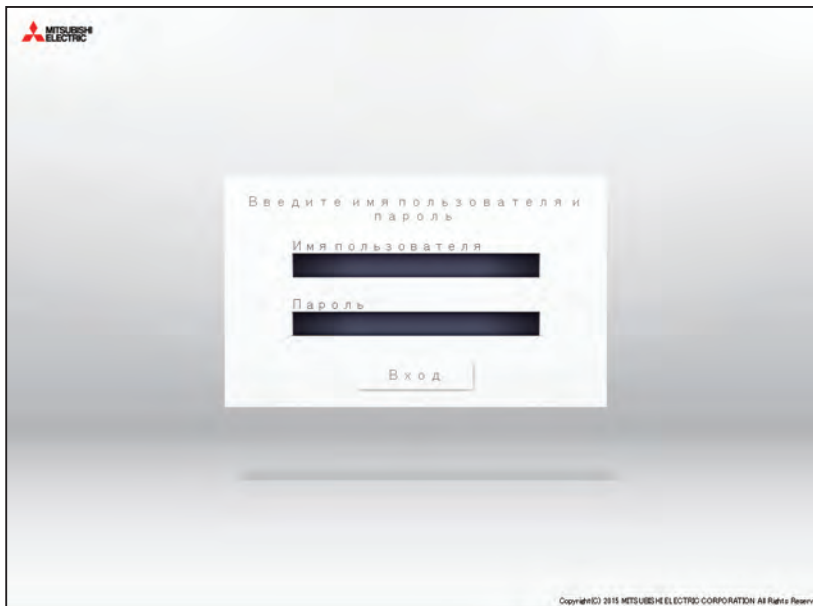 MITSUBISHI
ELECTRIC
Введите имя пользователя и
пароль
Имя пользователя
Пароль
Вход
Copyright(C) 2015 MITSUBISHI ELECTRIC CORPORATION All Rights Reserv